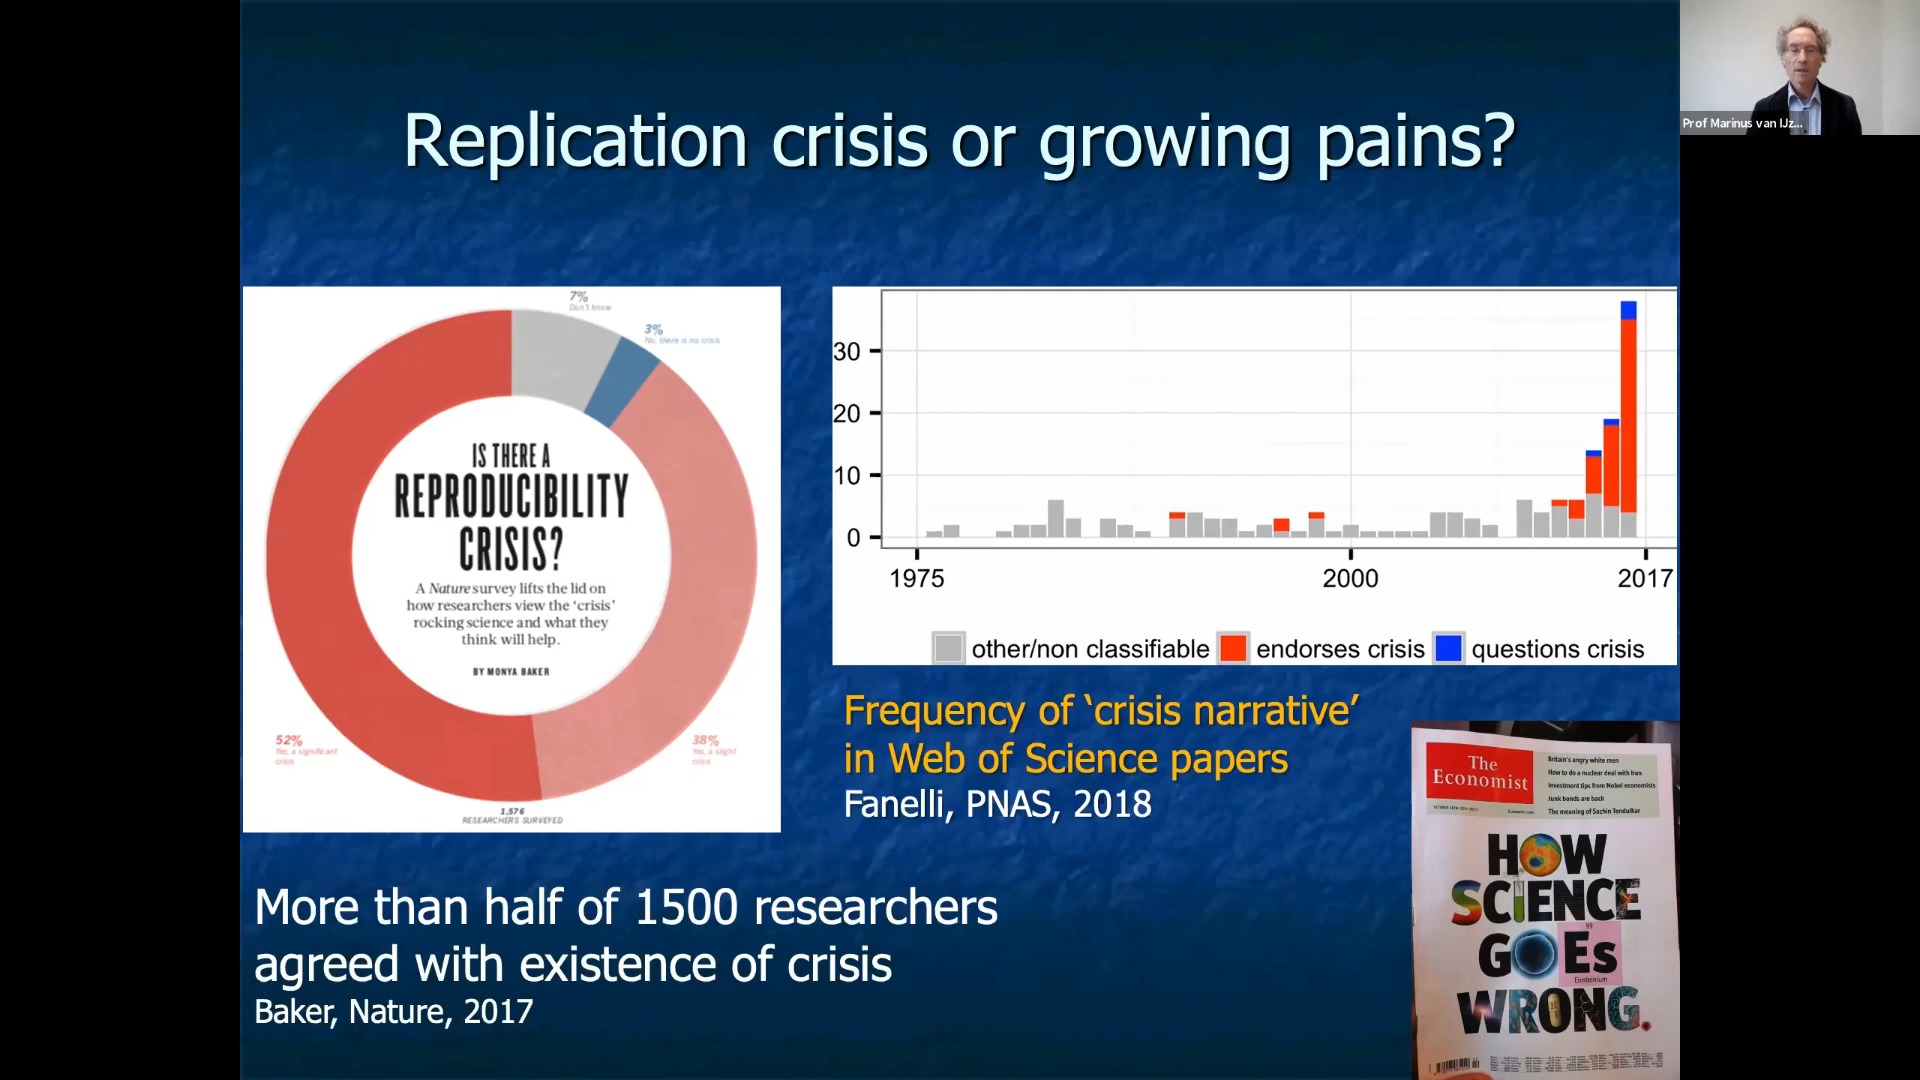 Replication crisis or growing pains?
Prof Marinus van IJz...
7%
Don't know
3%
No, there is no crisis
IS THERE A
REPRODUCIBILITY
CRISIS?
A Nature survey lifts the lid on
how researchers view the ‘crisis’
rocking science and what they
think will help.
BY MONYA BAKER
52%
Yes, a significant
crisis
38%
Yes, a slight
crisis
1,576
RESEARCHERS SURVEYED
30
20
10
0
1975
2000
2017
other/non classifiable
endorses crisis
questions crisis
Frequency of ‘crisis narrative’
in Web of Science papers
Fanelli, PNAS, 2018
More than half of 1500 researchers
agreed with existence of crisis
Baker, Nature, 2017
The
Economist
Britain's angry white men
How to do a nuclear deal with Iran
Investment tips from Nobel economists
Junk bonds are back
The meaning of Sachin Tendulkar
HOW
SCIENCE
99
GOEs
Einsteinium
WRONG.